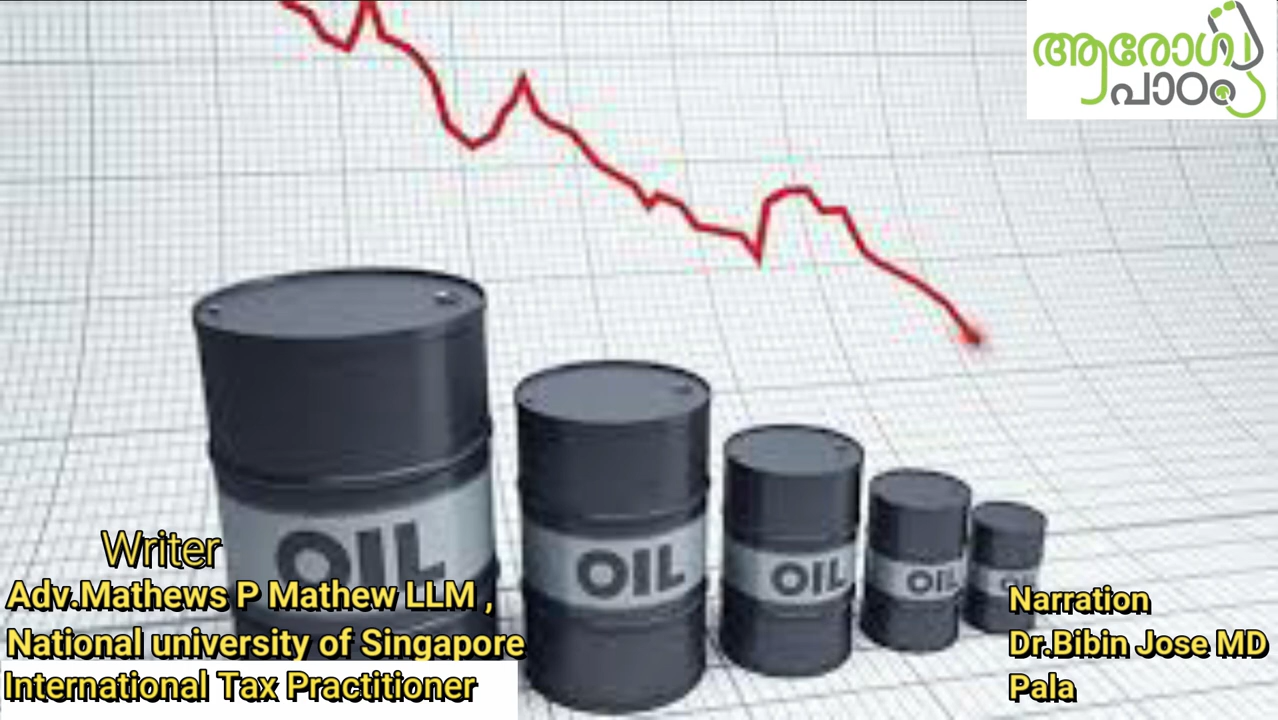 ആരോഗ്യ
പാഠം
OIL
OIL
OIL
OIL
Writer
Adv.Mathews P Mathew LLM ,
National university of Singapore
International Tax Practitioner
Narration
Dr.Bibin Jose MD
Pala